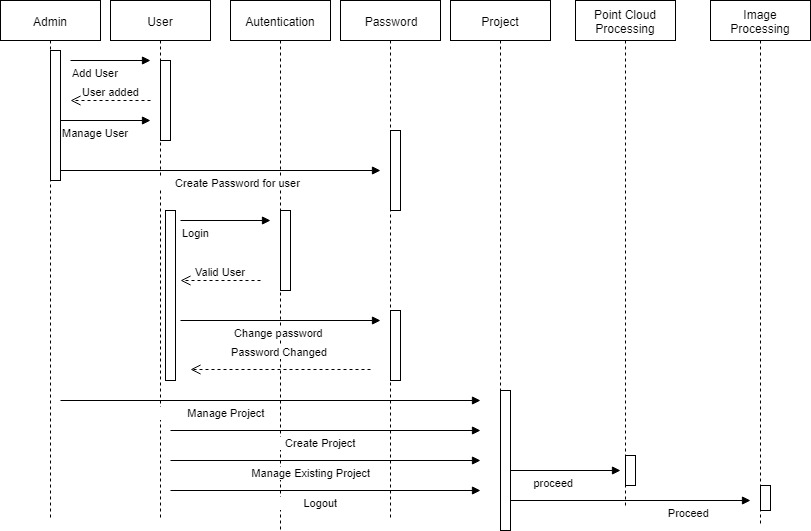 Admin
User
Autentication
Password
Project
Point Cloud
Processing
Image
Processing
Add User
User added
Manage User
Create Password for user
Login
Valid User
Change password
Password Changed
Manage Project
Create Project
Manage Existing Project
proceed
Logout
Proceed